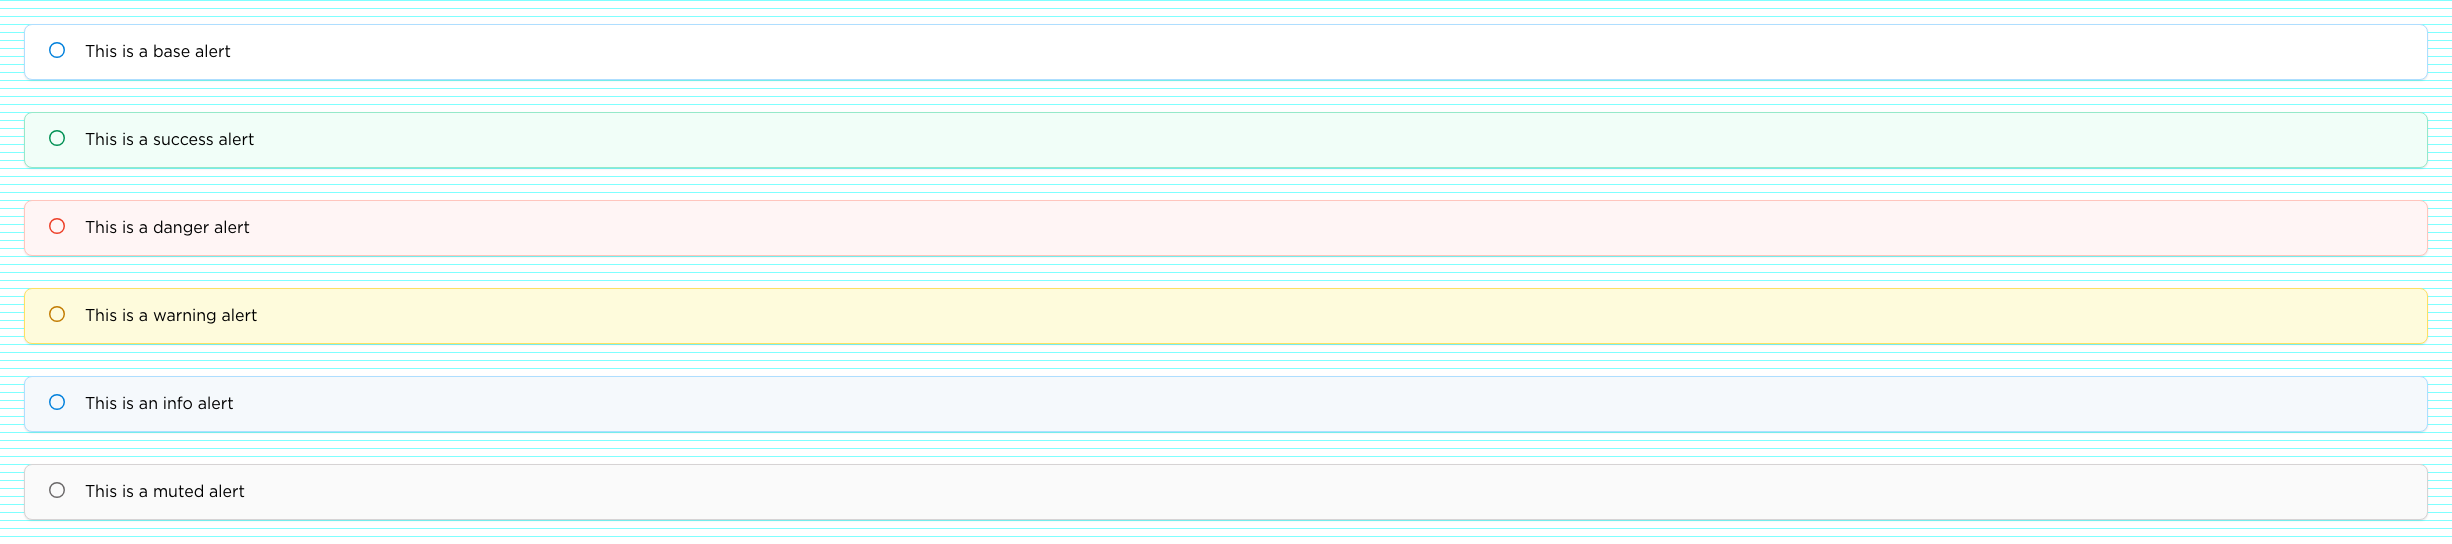 This is a base alert
This is a success alert
This is a danger alert
This is a warning alert
This is an info alert
This is a muted alert